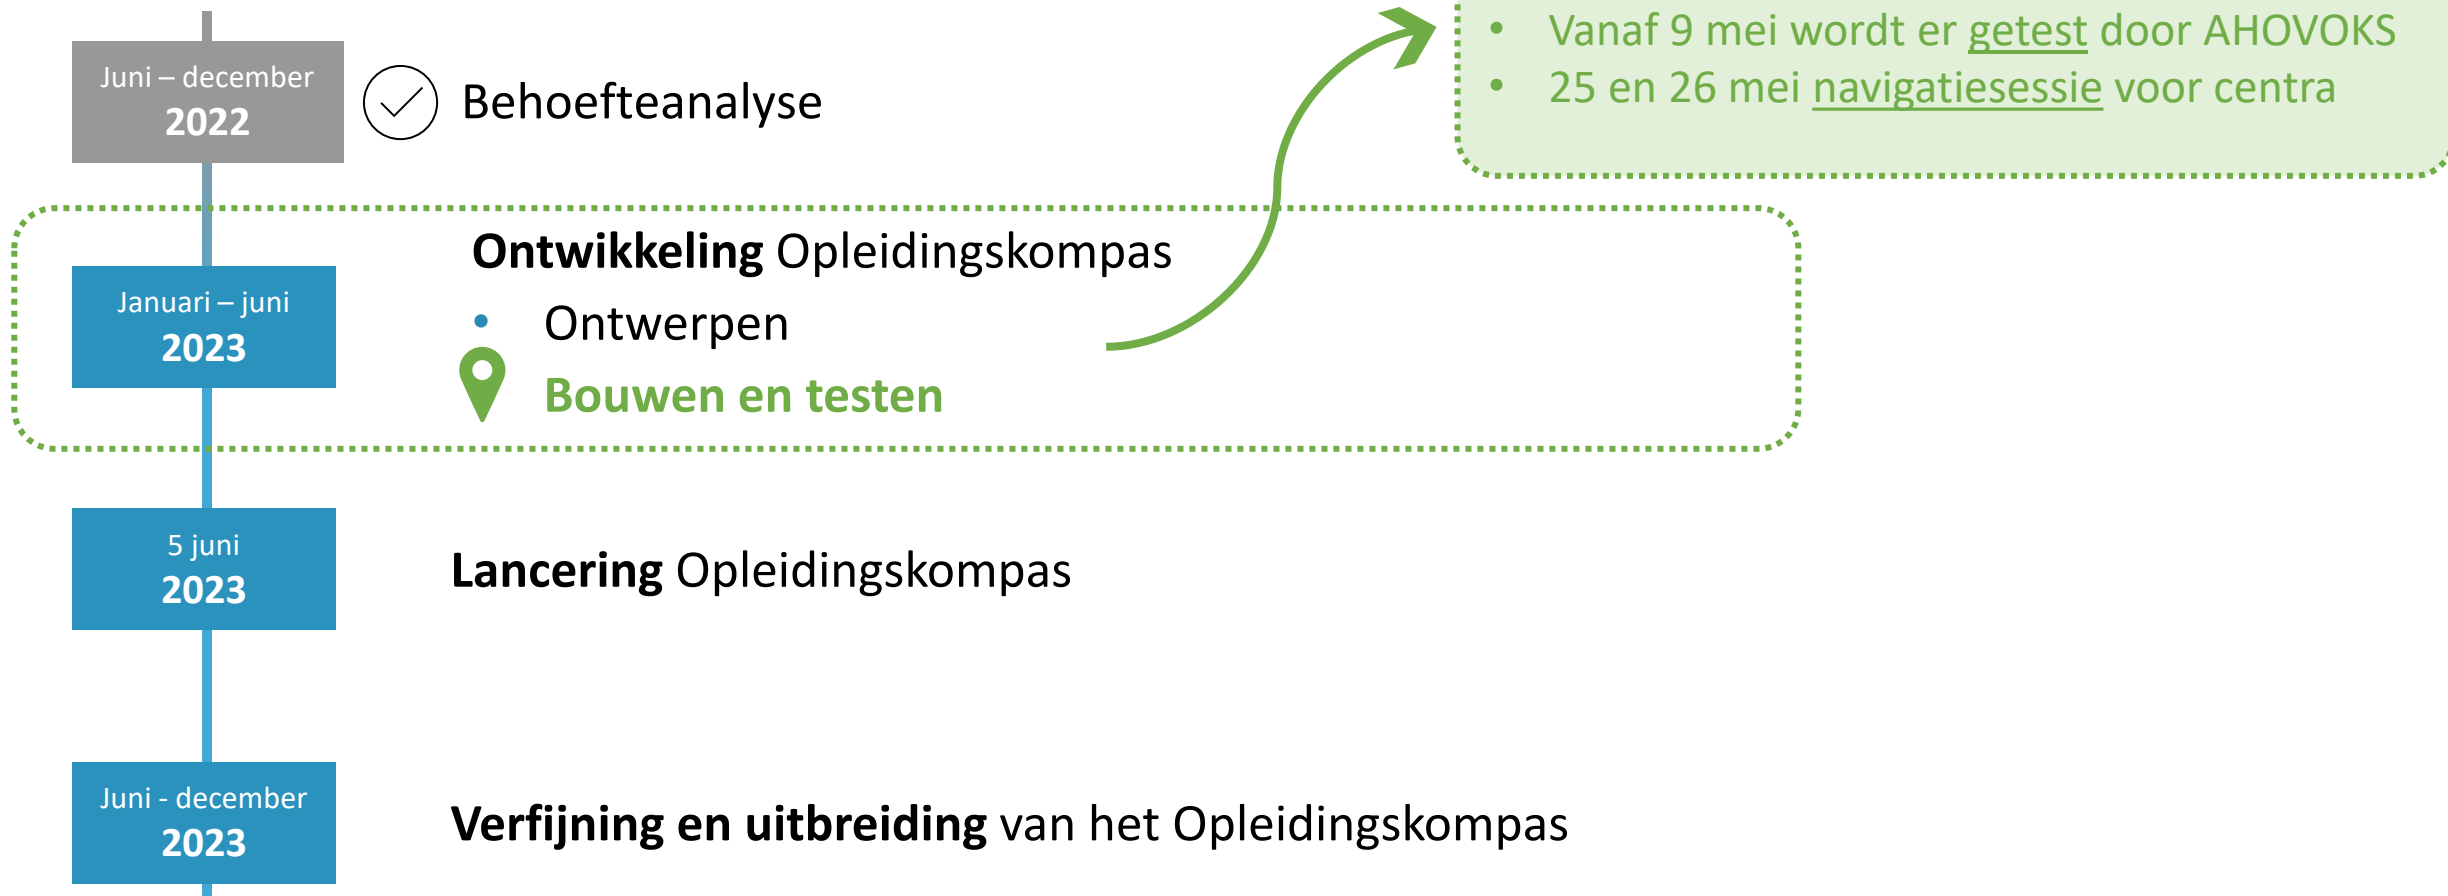 • Vanaf 9 mei wordt er getest door AHOVOKS
• 25 en 26 mei navigatiesessie voor centra
Juni – december
2022
Behoefteanalyse
Januari – juni
2023
Ontwikkeling Opleidingskompas
• Ontwerpen
Bouwen en testen
5 juni
2023
Lancering Opleidingskompas
Juni - december
2023
Verfijning en uitbreiding van het Opleidingskompas